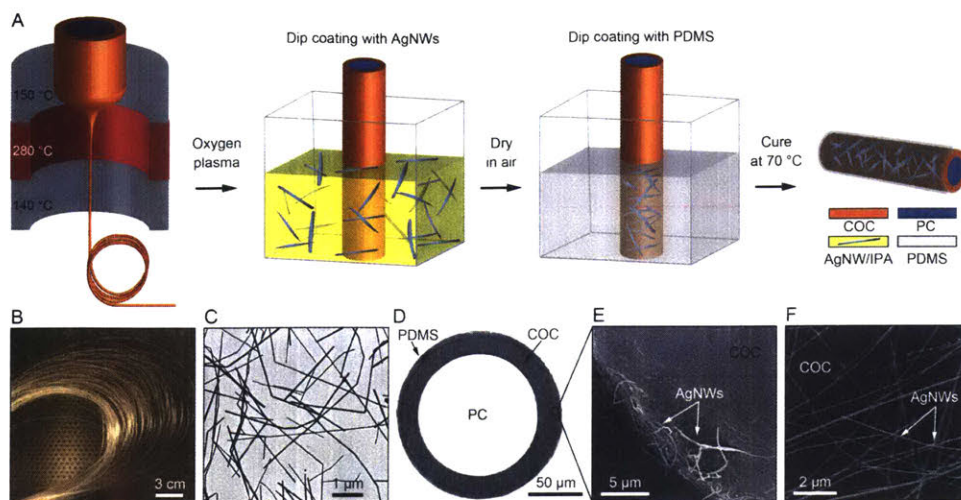 A
150 °C
280 °C
140 °C
Oxygen
plasma
Dip coating with AgNWs
Dry
in air
Dip coating with PDMS
Cure
at 70 °C
COC
PC
AgNW/IPA
PDMS
B
3 cm
C
1 µm
D
PDMS
COC
PC
50 µm
E
COC
AgNWs
5 µm
F
COC
AgNWs
2 µm